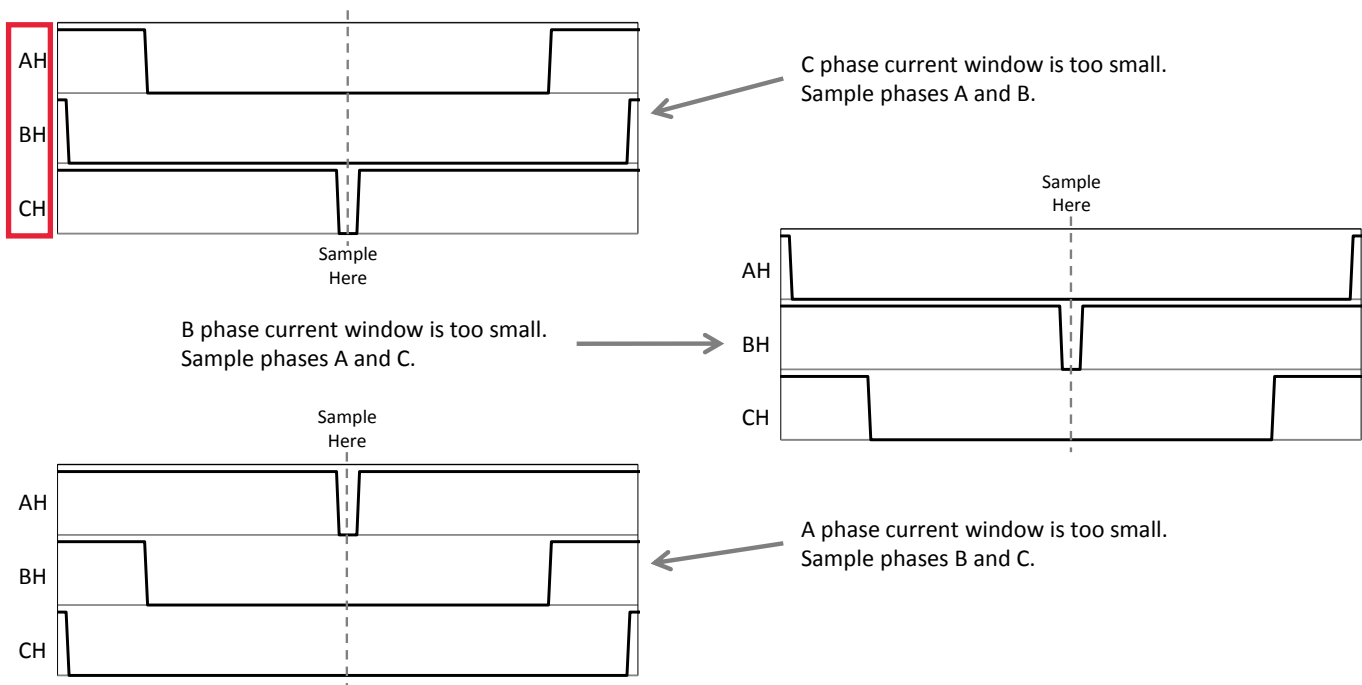 AH
BH
CH
Sample
Here
C phase current window is too small.
Sample phases A and B.
Sample
Here
AH
BH
CH
B phase current window is too small.
Sample phases A and C.
Sample
Here
AH
BH
CH
A phase current window is too small.
Sample phases B and C.